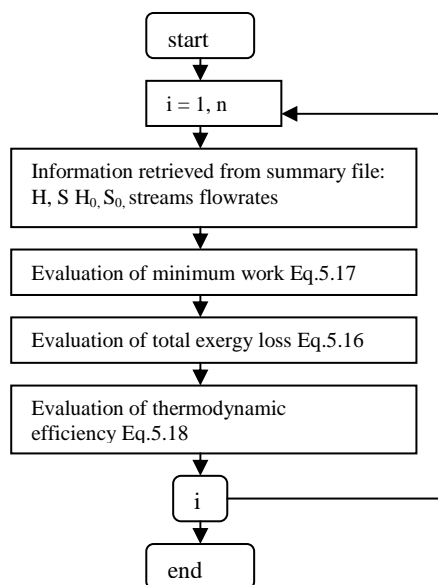 start
i = 1, n
Information retrieved from summary file:
H, S H₀, S₀, streams flowrates
Evaluation of minimum work Eq.5.17
Evaluation of total exergy loss Eq.5.16
Evaluation of thermodynamic
efficiency Eq.5.18
i
end